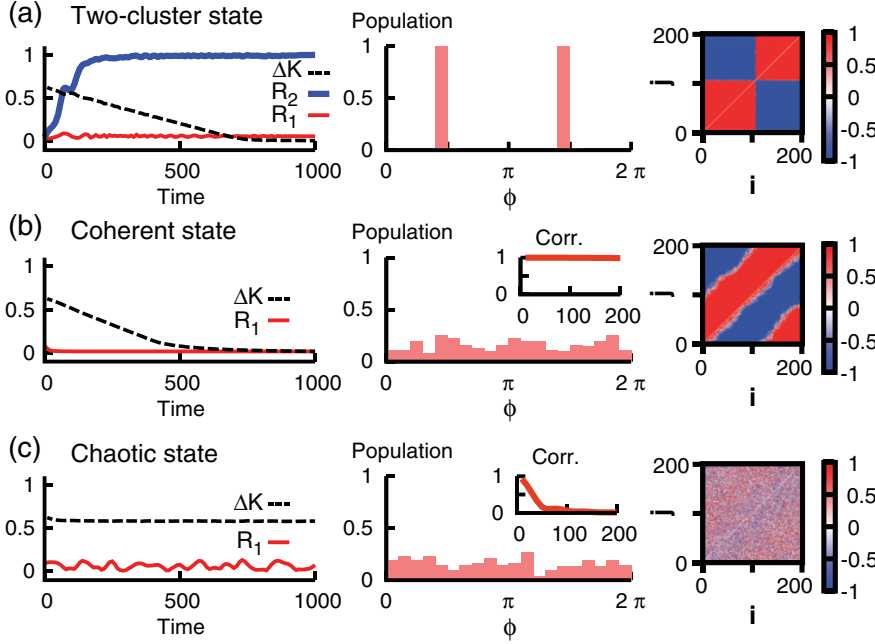 (a) Two-cluster state
1
0.5
0
ΔK
R2
R1
0 500 1000
Time
Population
1
0.5
0
0 π 2 π
ϕ
200
j
0
0 200
i
1
0.5
0
-0.5
-1
(b) Coherent state
1
0.5
0
ΔK
R1
0 500 1000
Time
Population
1
0.5
0
0 π 2 π
ϕ
Corr.
1
0
0 100 200
200
j
0
0 200
i
1
0.5
0
-0.5
-1
(c) Chaotic state
1
0.5
0
ΔK
R1
0 500 1000
Time
Population
1
0.5
0
0 π 2 π
ϕ
Corr.
1
0
0 100 200
200
j
0
0 200
i
1
0.5
0
-0.5
-1